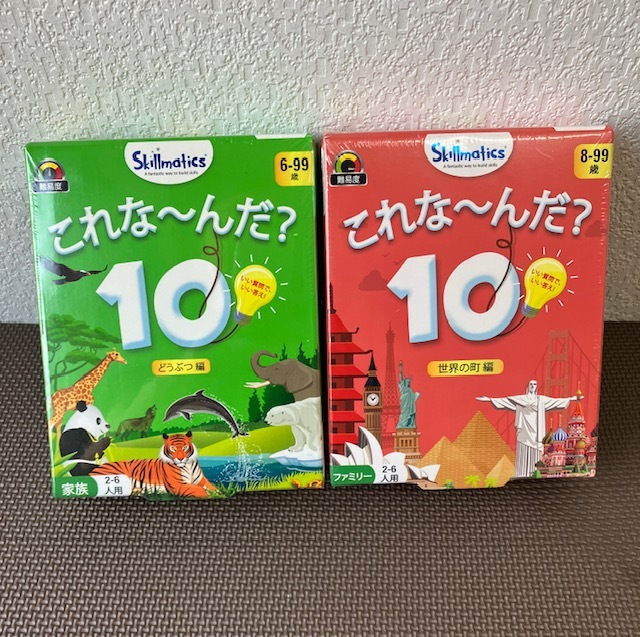 Skillmatics
A fantastic way to build skills
6-99
歳
難易度
これな〜んだ?
10
いい質問で、
いい答え!
どうぶつ 編
家族
2-6
人用
Skillmatics
A fantastic way to build skills
8-99
歳
難易度
これな〜んだ?
10
いい質問で、
いい答え!
世界の町 編
ファミリー
2-6
人用